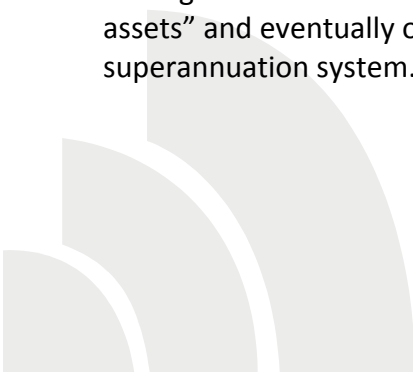 assets” and eventually
superannuation system.